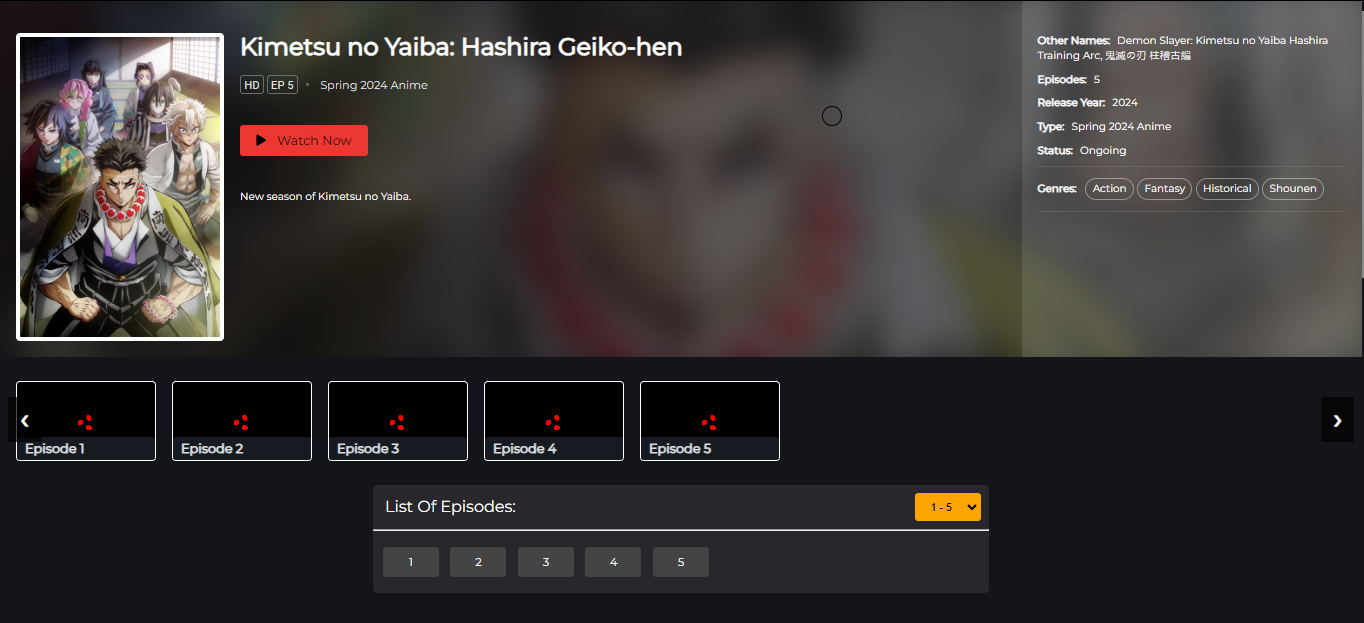 Kimetsu no Yaiba: Hashira Geiko-hen
HD EP 5 • Spring 2024 Anime
Watch Now
New season of Kimetsu no Yaiba.
Other Names: Demon Slayer: Kimetsu no Yaiba Hashira
Training Arc, 鬼滅の刃 柱稽古編
Episodes: 5
Release Year: 2024
Type: Spring 2024 Anime
Status: Ongoing
Genres: Action Fantasy Historical Shounen
Episode 1 Episode 2 Episode 3 Episode 4 Episode 5
List Of Episodes: 1 - 5
1 2 3 4 5